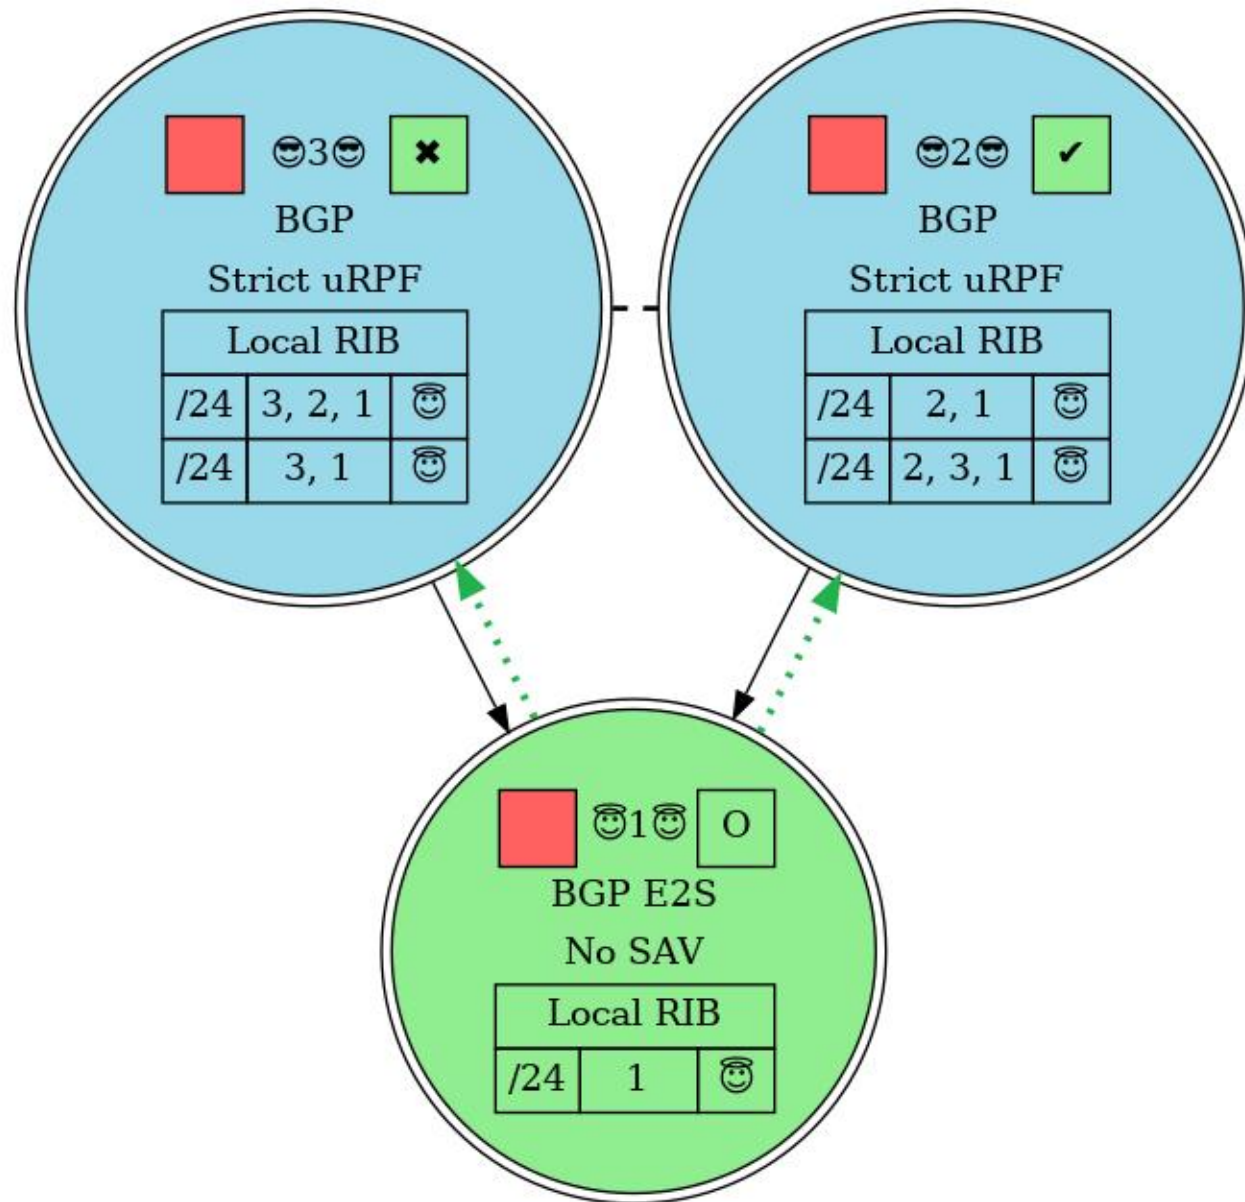 😎3😎 ✖
BGP
Strict uRPF
Local RIB
/24 3, 2, 1 😇
/24 3, 1 😇
😎2😎 ✔
BGP
Strict uRPF
Local RIB
/24 2, 1 😇
/24 2, 3, 1 😇
😇1😇 O
BGP E2S
No SAV
Local RIB
/24 1 😇